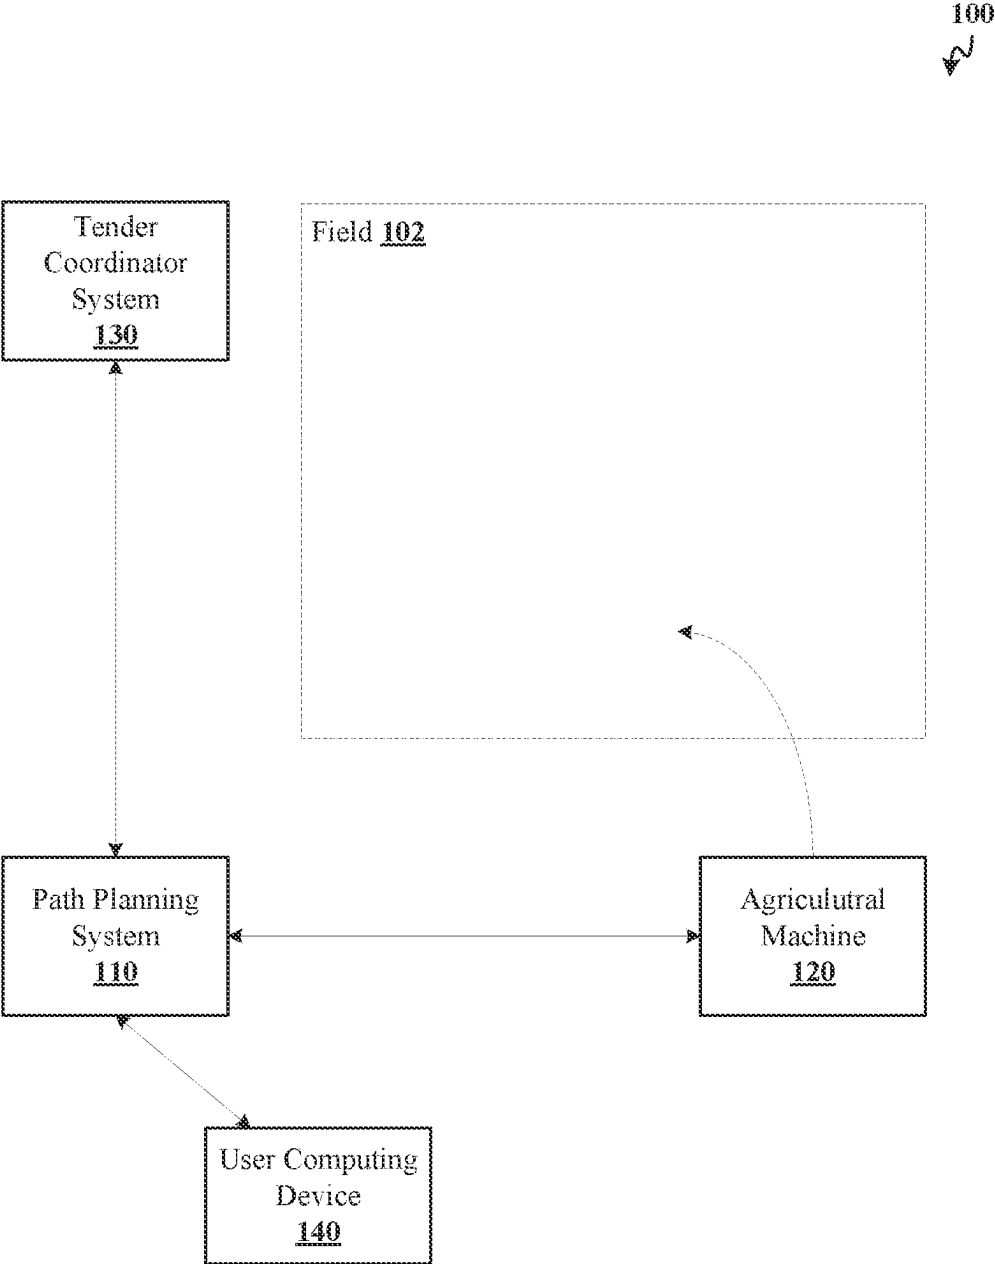 100
Tender
Coordinator
System
130
Field 102
Path Planning
System
110
Agriculutral
Machine
120
User Computing
Device
140